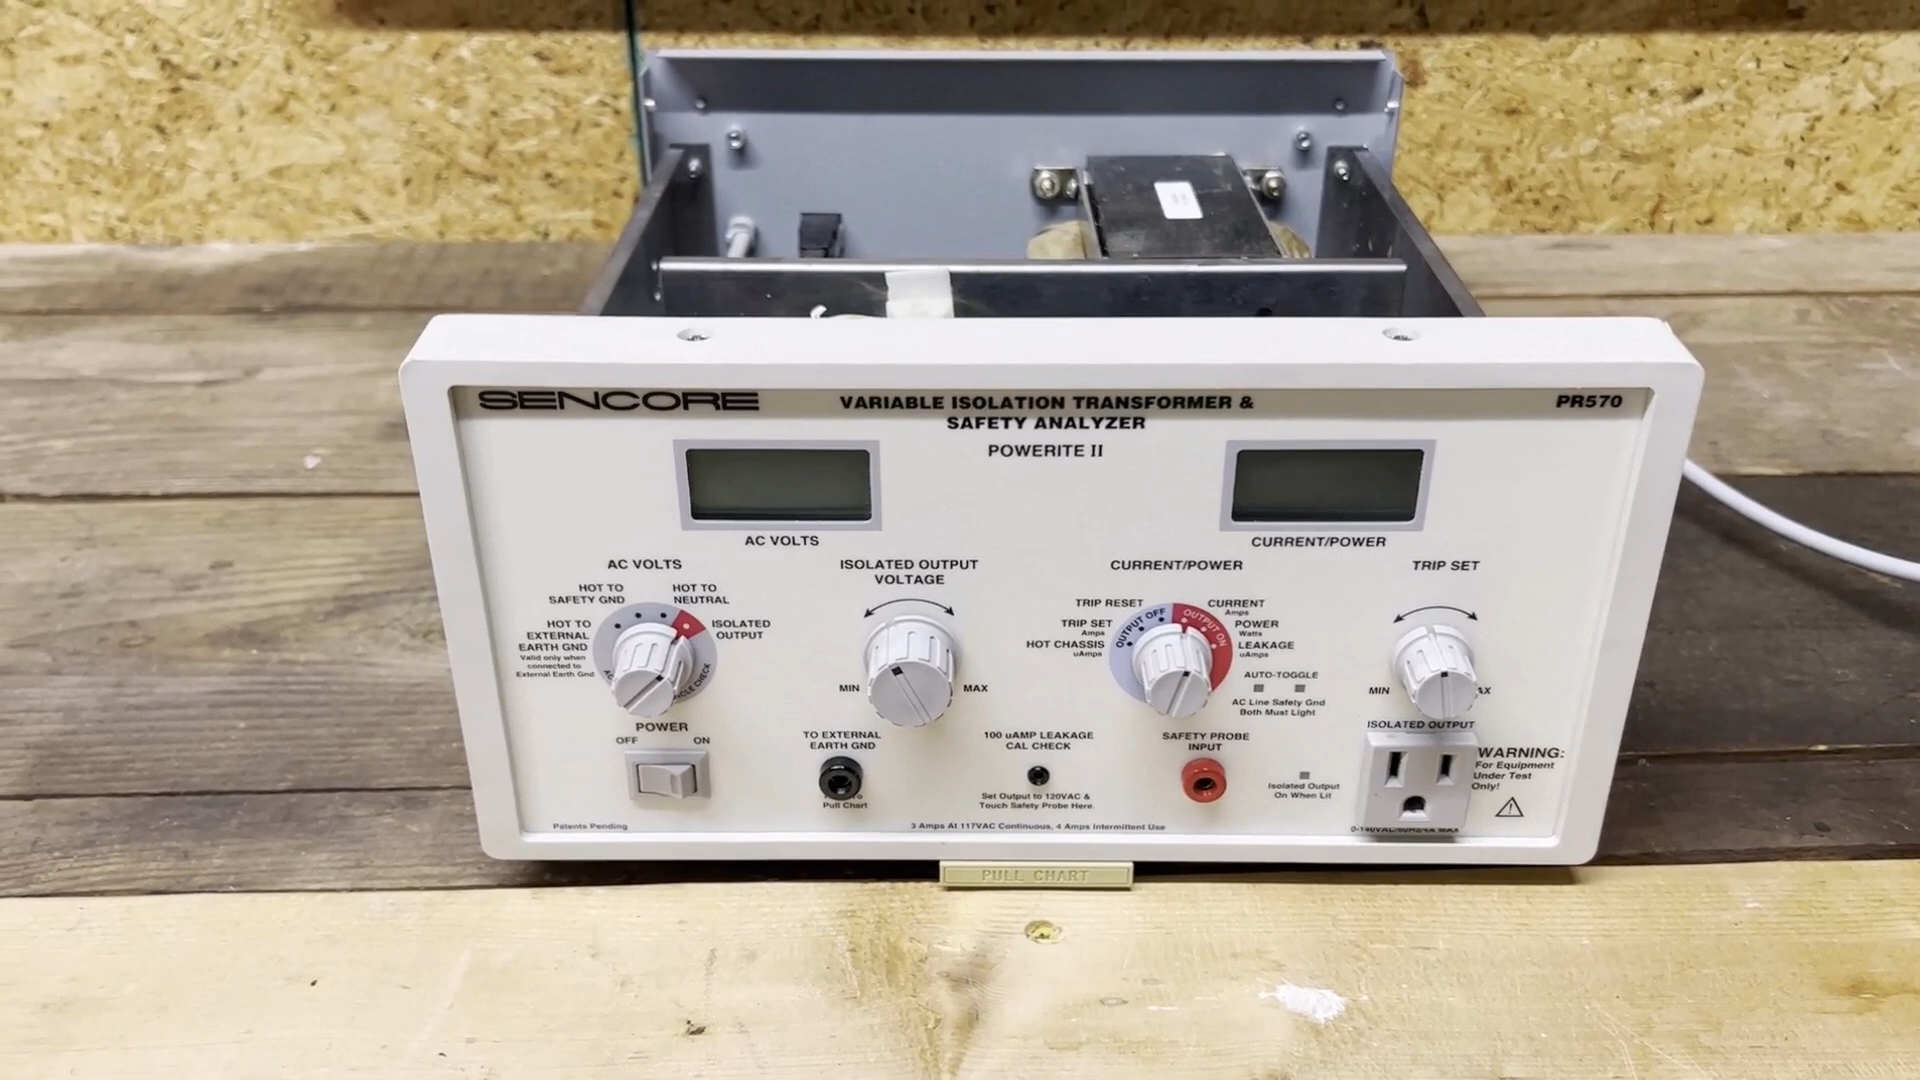 SENCORE
VARIABLE ISOLATION TRANSFORMER &
SAFETY ANALYZER
POWERITE II
PR570
AC VOLTS
CURRENT/POWER
AC VOLTS
HOT TO
SAFETY GND
HOT TO
NEUTRAL
HOT TO
EXTERNAL
EARTH GND
Valid only when
connected to
External Earth Gnd
ISOLATED
OUTPUT
ISOLATED OUTPUT
VOLTAGE
MIN
MAX
CURRENT/POWER
TRIP RESET
TRIP SET
Amps
HOT CHASSIS
uAmps
OUTPUT OFF
OUTPUT ON
CURRENT
Amps
POWER
Watts
LEAKAGE
uAmps
AUTO-TOGGLE
AC Line Safety Gnd
Both Must Light
TRIP SET
MIN
POWER
OFF
ON
TO EXTERNAL
EARTH GND
Pull Chart
100 uAMP LEAKAGE
CAL CHECK
Set Output to 120VAC &
Touch Safety Probe Here.
SAFETY PROBE
INPUT
Isolated Output
On When Lit
ISOLATED OUTPUT
WARNING:
For Equipment
Under Test
Only!
Patents Pending
3 Amps At 117VAC Continuous, 4 Amps Intermittent Use
0-140VAC/60HZ/4A MAX
PULL CHART